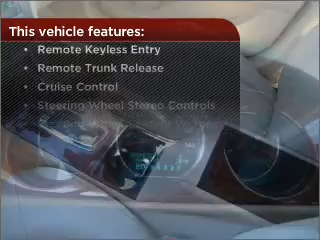 This vehicle features:
• Remote Keyless Entry
• Remote Trunk Release
• Cruise Control
• Steering Wheel Stereo Controls